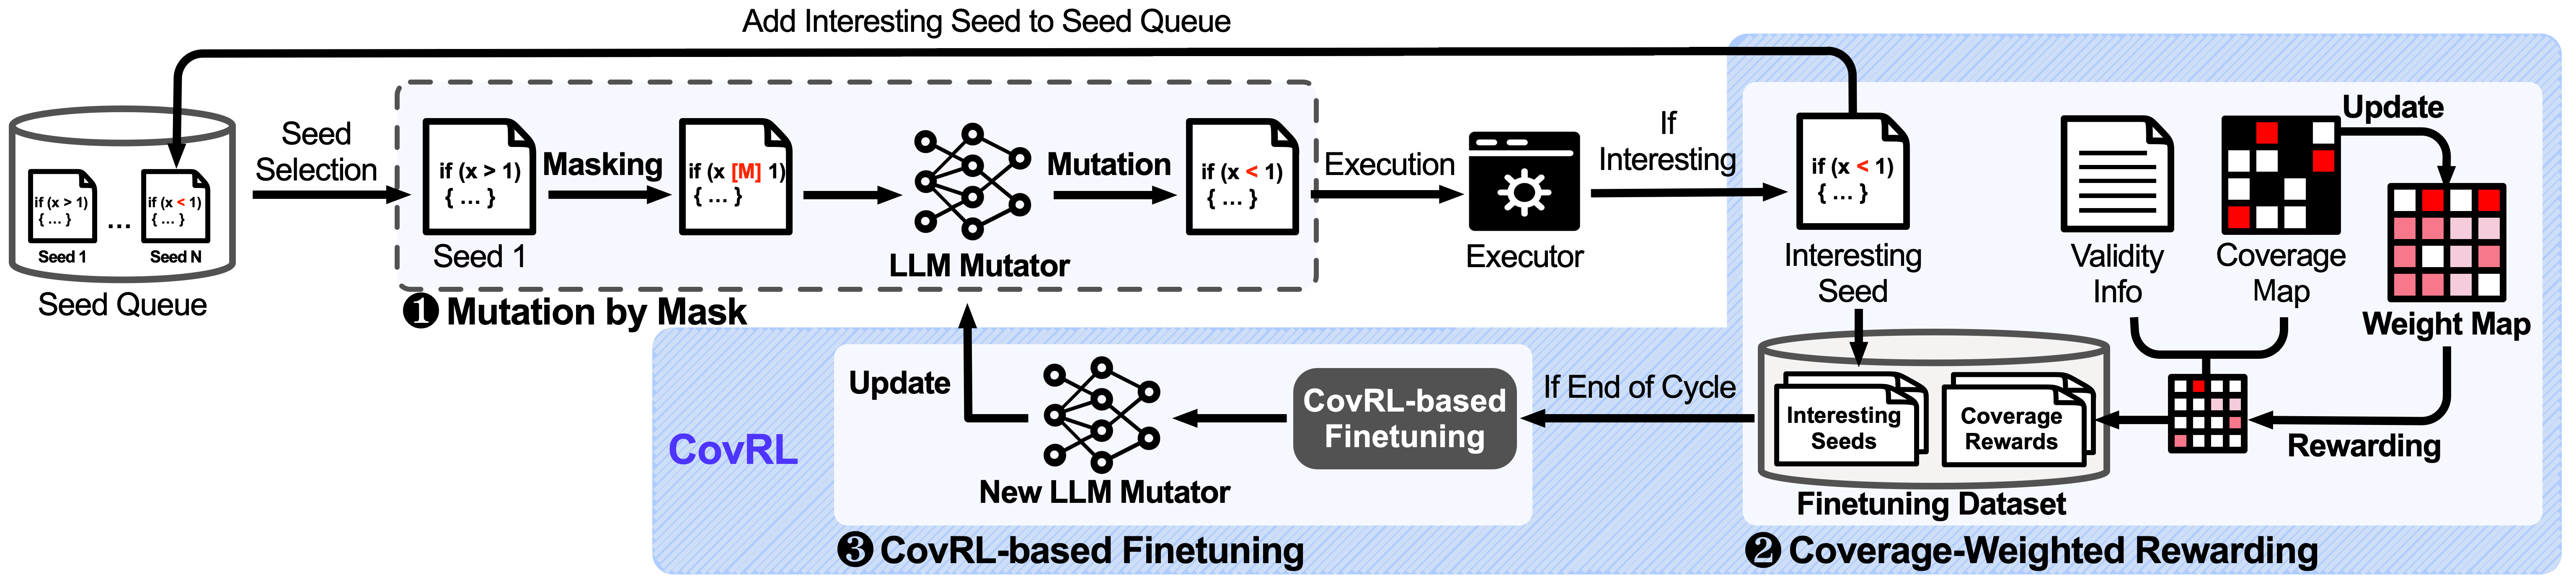 Add Interesting Seed to Seed Queue
if (x > 1)
{ ... }
Seed 1
...
if (x < 1)
{ ... }
Seed N
Seed Queue
Seed
Selection
if (x > 1)
{ ... }
Seed 1
Masking
if (x [M] 1)
{ ... }
LLM Mutator
Mutation
if (x < 1)
{ ... }
❶ Mutation by Mask
Execution
Executor
If
Interesting
if (x < 1)
{ ... }
Interesting
Seed
Validity
Info
Coverage
Map
Update
Weight Map
Rewarding
Interesting
Seeds
Coverage
Rewards
Finetuning Dataset
❷ Coverage-Weighted Rewarding
If End of Cycle
CovRL-based
Finetuning
New LLM Mutator
Update
❸ CovRL-based Finetuning
CovRL